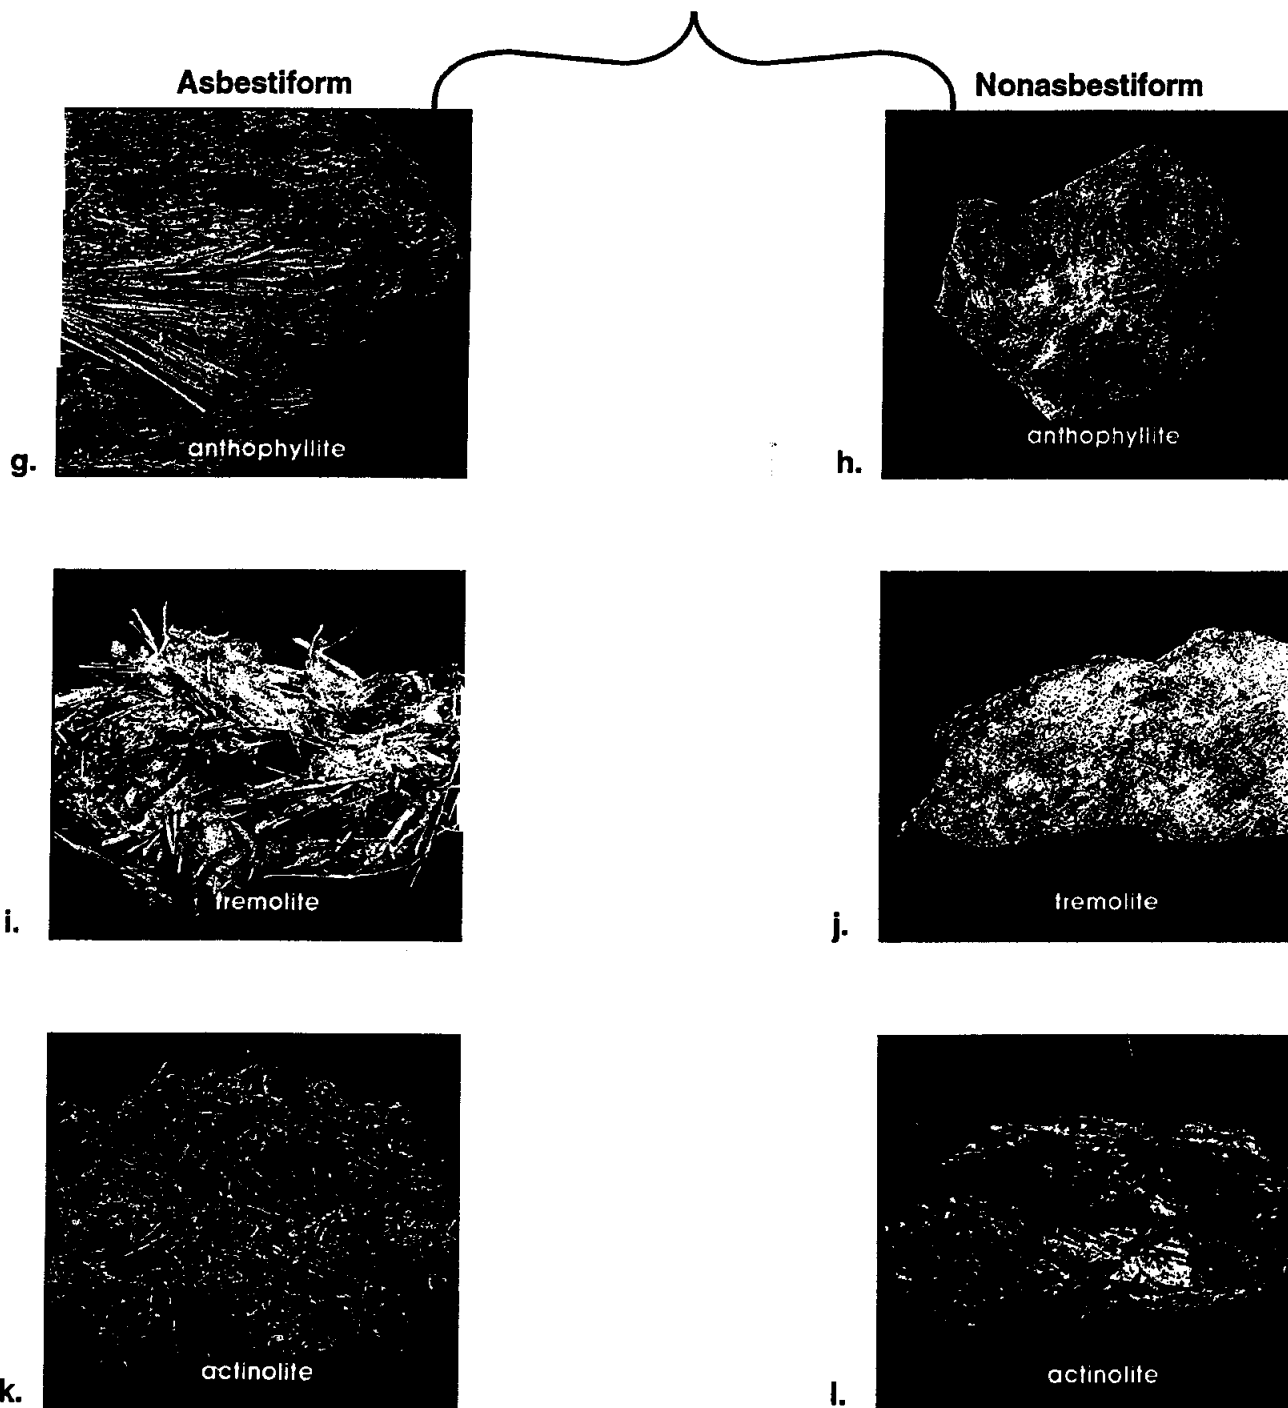 Asbestiform
Nonasbestiform
anthophyllite
g.
anthophyllite
h.
tremolite
i.
tremolite
j.
actinolite
k.
actinolite
l.